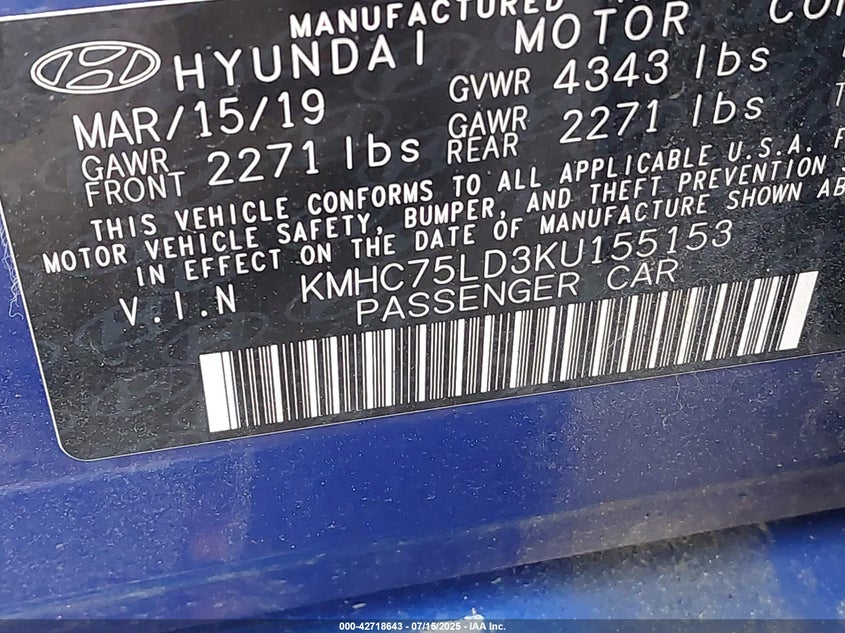 MANUFACTURED
HYUNDAI MOTOR
MAR/15/19 GVWR 4343 lbs
GAWR FRONT 2271 lbs GAWR REAR 2271 lbs
THIS VEHICLE CONFORMS TO ALL APPLICABLE U.S.A. F
MOTOR VEHICLE SAFETY, BUMPER, AND THEFT PREVENTION
IN EFFECT ON THE DATE OF MANUFACTURE SHOWN AB
V.I.N KMHC75LD3KU155153
PASSENGER CAR
000-42718643 - 07/15/2025 - IAA Inc.